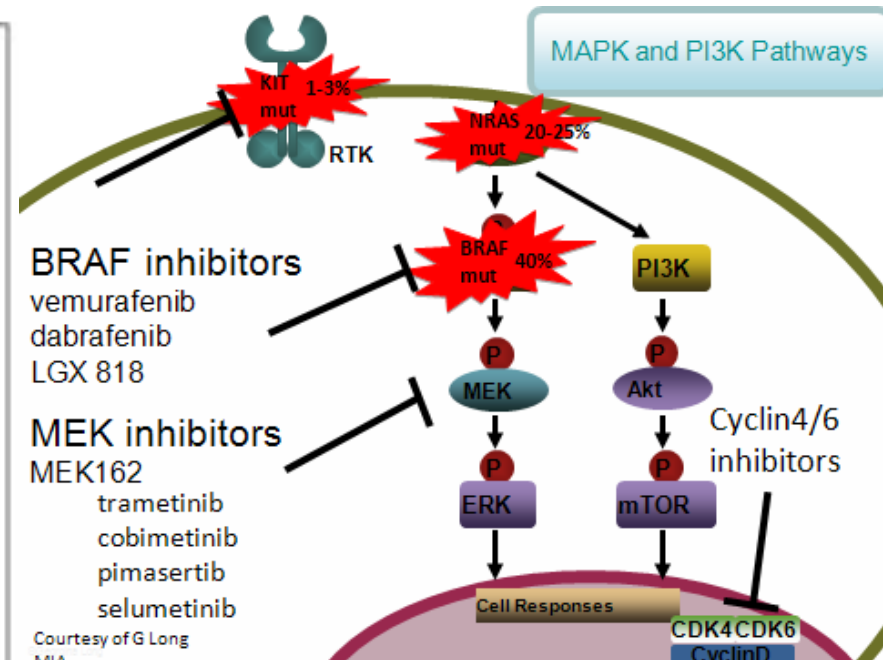 MAPK and PI3K Pathways
KIT 1-3%
mut
RTK
NRAS 20-25%
mut
BRAF inhibitors
vemurafenib
dabrafenib
LGX 818
BRAF 40%
mut
PI3K
P
P
MEK
Akt
MEK inhibitors
MEK162
trametinib
cobimetinib
pimasertib
selumetinib
Cyclin4/6
inhibitors
P
P
ERK
mTOR
Cell Responses
CDK4 CDK6
CyclinD
Courtesy of G Long
MIA